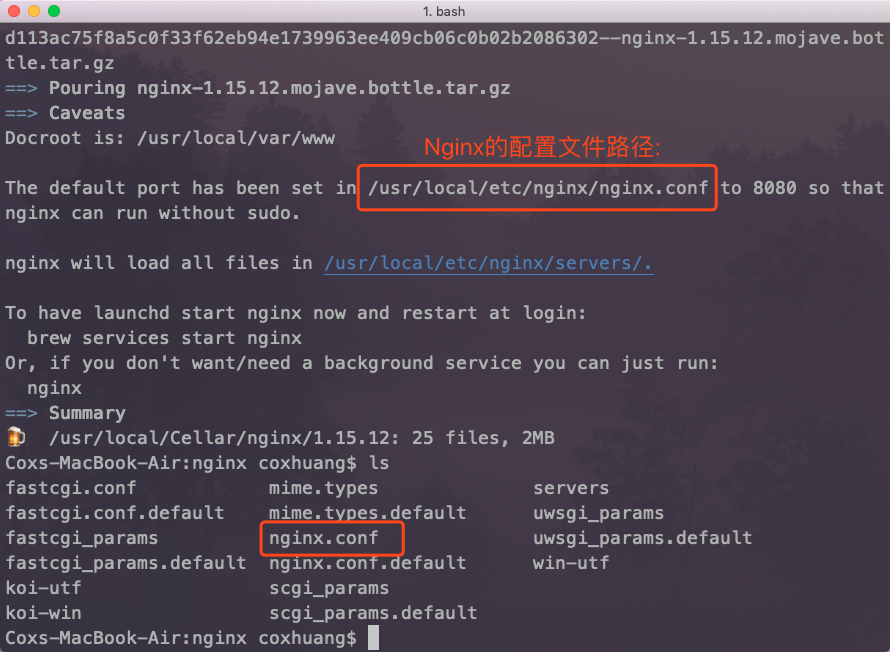 1. bash
d113ac75f8a5c0f33f62eb94e1739963ee409cb06c0b02b2086302--nginx-1.15.12.mojave.bot
tle.tar.gz
==> Pouring nginx-1.15.12.mojave.bottle.tar.gz
==> Caveats
Docroot is: /usr/local/var/www
Nginx的配置文件路径:
The default port has been set in /usr/local/etc/nginx/nginx.conf to 8080 so that
nginx can run without sudo.
nginx will load all files in /usr/local/etc/nginx/servers/.
To have launchd start nginx now and restart at login:
  brew services start nginx
Or, if you don't want/need a background service you can just run:
  nginx
==> Summary
🍺  /usr/local/Cellar/nginx/1.15.12: 25 files, 2MB
Coxs-MacBook-Air:nginx coxhuang$ ls
fastcgi.conf            mime.types              servers
fastcgi.conf.default    mime.types.default      uwsgi_params
fastcgi_params          nginx.conf              uwsgi_params.default
fastcgi_params.default  nginx.conf.default      win-utf
koi-utf                 scgi_params
koi-win                 scgi_params.default
Coxs-MacBook-Air:nginx coxhuang$